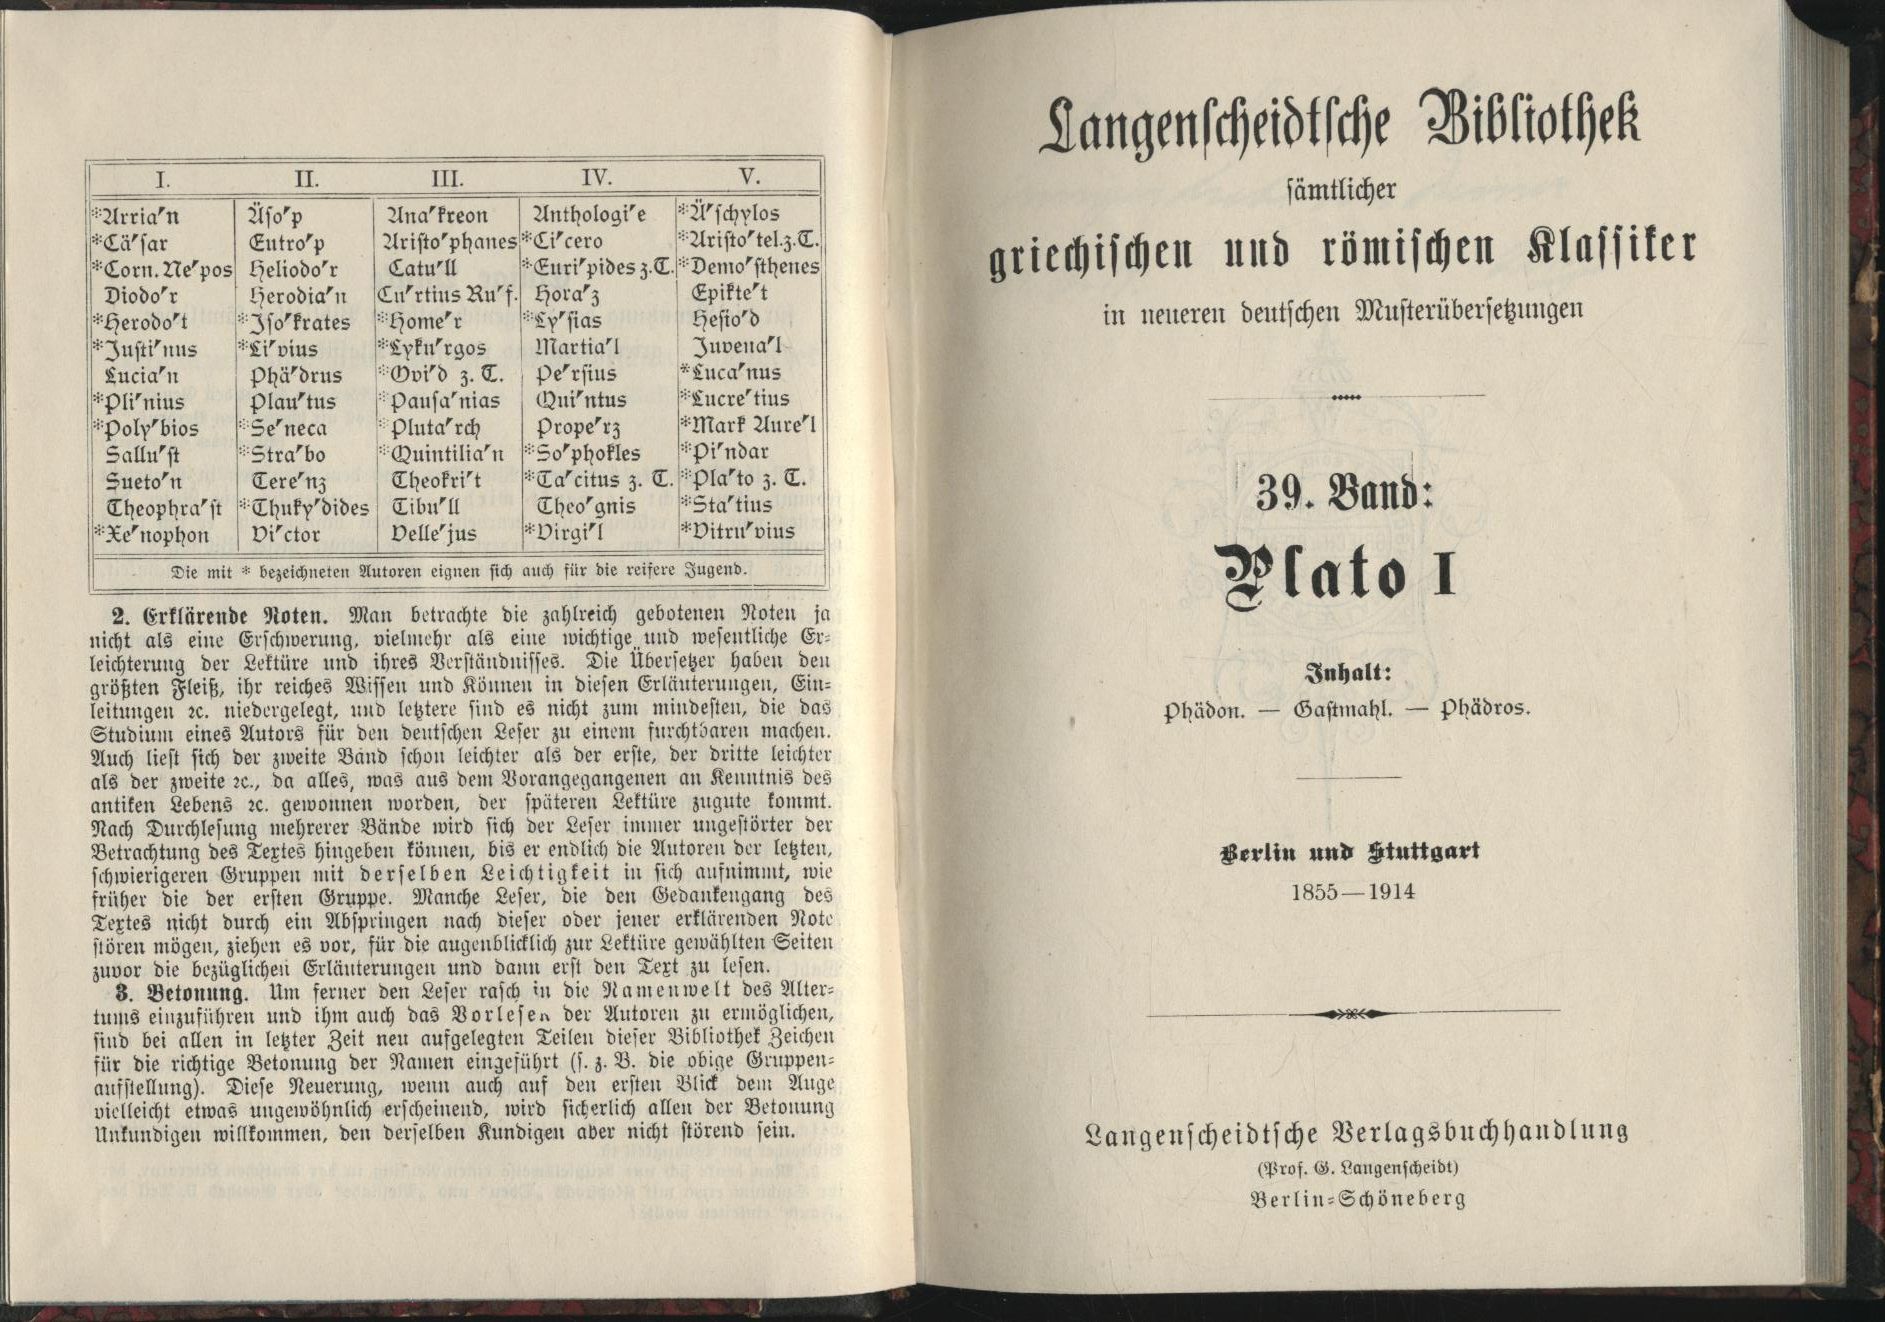 I. II. III. IV. V.
*Arria′n Äſo′p Ana′kreon Anthologi′e *Ä′ſchylos
*Cä′ſar Eutro′p Ariſto′phanes *Ci′cero *Ariſto′tel.z.T.
*Corn. Ne′pos Heliodo′r Catu′ll *Euri′pides z.T. *Demo′ſthenes
Diodo′r Herodia′n Cu′rtius Ru′f. Hora′z Epikte′t
*Herodo′t *Iſo′krates *Home′r *Ly′ſias Heſio′d
*Juſti′nus *Li′vius *Lyku′rgos Martia′l Juvena′l
Lucia′n Phä′drus *Ovi′d z. T. Pe′rſius *Luca′nus
*Pli′nius Plau′tus *Pauſa′nias Qui′ntus *Lucre′tius
*Poly′bios *Se′neca *Pluta′rch Prope′rz *Mark Aure′l
Salluſ′t *Stra′bo *Quintilia′n *So′phokles *Pi′ndar
Sueto′n Tere′nz Theokri′t *Ta′citus z. T. *Pla′to z. T.
Theophra′ſt *Thuky′dides Tibu′ll Theo′gnis *Sta′tius
*Xe′nophon Vi′ctor Velle′jus *Virgi′l *Vitru′vius
Die mit * bezeichneten Autoren eignen ſich auch für die reifere Jugend.
2. Erklärende Noten. Man betrachte die zahlreich gebotenen Noten ja
nicht als eine Erſchwerung, vielmehr als eine wichtige und weſentliche Er-
leichterung der Lektüre und ihres Verſtändniſſes. Die Überſetzer haben den
größten Fleiß, ihr reiches Wiſſen und Können in dieſen Erläuterungen, Ein-
leitungen ꝛc. niedergelegt, und letztere ſind es nicht zum mindeſten, die das
Studium eines Autors für den deutſchen Leſer zu einem furchtbaren machen.
Auch lieſt ſich der zweite Band ſchon leichter als der erſte, der dritte leichter
als der zweite ꝛc., da alles, was aus dem Vorangegangenen an Kenntnis des
antiken Lebens ꝛc. gewonnen worden, der ſpäteren Lektüre zugute kommt.
Nach Durchleſung mehrerer Bände wird ſich der Leſer immer ungeſtörter der
Betrachtung des Textes hingeben können, bis er endlich die Autoren der letzten,
ſchwierigeren Gruppen mit derſelben Leichtigkeit in ſich aufnimmt, wie
früher die der erſten Gruppe. Manche Leſer, die den Gedankengang des
Textes nicht durch ein Abſpringen nach dieſer oder jener erklärenden Note
ſtören mögen, ziehen es vor, für die augenblicklich zur Lektüre gewählten Seiten
zuvor die bezüglichen Erläuterungen und dann erſt den Text zu leſen.
3. Betonung. Um ferner den Leſer raſch in die Namenwelt des Alter-
tums einzuführen und ihm auch das Vorleſen der Autoren zu ermöglichen,
ſind bei allen in letzter Zeit neu aufgelegten Teilen dieſer Bibliothek Zeichen
für die richtige Betonung der Namen eingeführt (ſ. z. B. die obige Gruppen-
aufſtellung). Dieſe Neuerung, wenn auch auf den erſten Blick dem Auge
vielleicht etwas ungewöhnlich erſcheinend, wird ſicherlich allen der Betonung
Unkundigen willkommen, den derſelben Kundigen aber nicht ſtörend ſein.
Langenſcheidtſche Bibliothek
ſämtlicher
griechiſchen und römiſchen Klaſſiker
in neueren deutſchen Muſterüberſetzungen
39. Band:
Plato I
Inhalt:
Phädon. — Gaſtmahl. — Phädros.
Berlin und Stuttgart
1855—1914
Langenſcheidtſche Verlagsbuchhandlung
(Prof. G. Langenſcheidt)
Berlin-Schöneberg